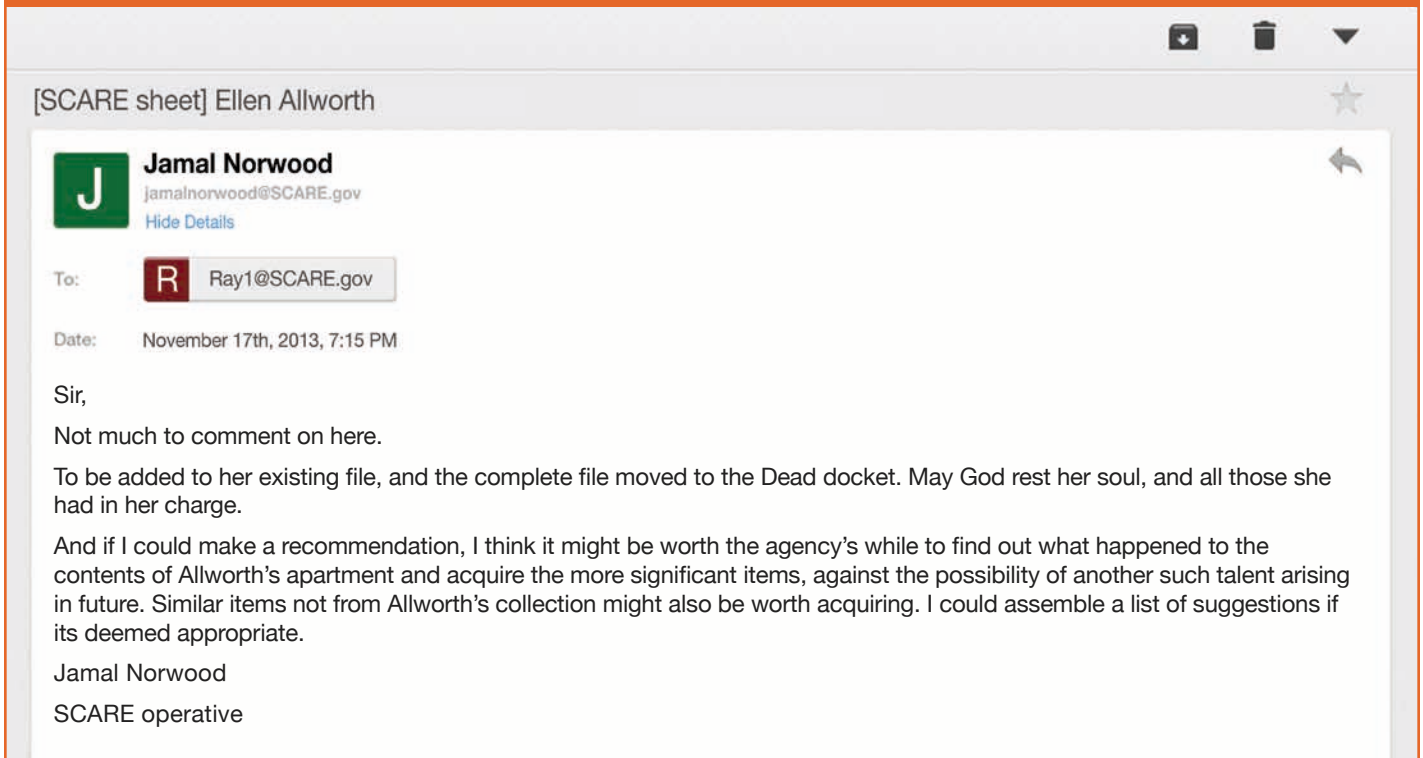 [SCARE sheet] Ellen Allworth
J
Jamal Norwood
jamalnorwood@SCARE.gov
Hide Details
To:
R Ray1@SCARE.gov
Date: November 17th, 2013, 7:15 PM
Sir,
Not much to comment on here.
To be added to her existing file, and the complete file moved to the Dead docket. May God rest her soul, and all those she
had in her charge.
And if I could make a recommendation, I think it might be worth the agency’s while to find out what happened to the
contents of Allworth’s apartment and acquire the more significant items, against the possibility of another such talent arising
in future. Similar items not from Allworth’s collection might also be worth acquiring. I could assemble a list of suggestions if
its deemed appropriate.
Jamal Norwood
SCARE operative